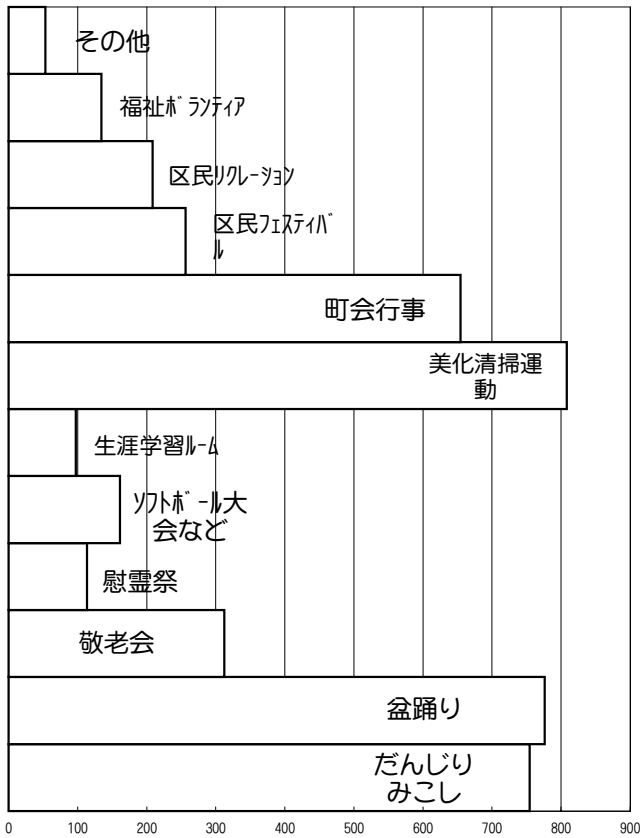 その他
福祉ﾎﾞﾗﾝﾃｨｱ
区民ﾘｸﾚｰｼｮﾝ
区民ﾌｪｽﾃｨﾊﾞ
ﾙ
町会行事
美化清掃運
動
生涯学習ﾙｰﾑ
ｿﾌﾄﾎﾞｰﾙ大
会など
慰霊祭
敬老会
盆踊り
だんじり
みこし
0 100 200 300 400 500 600 700 800 900